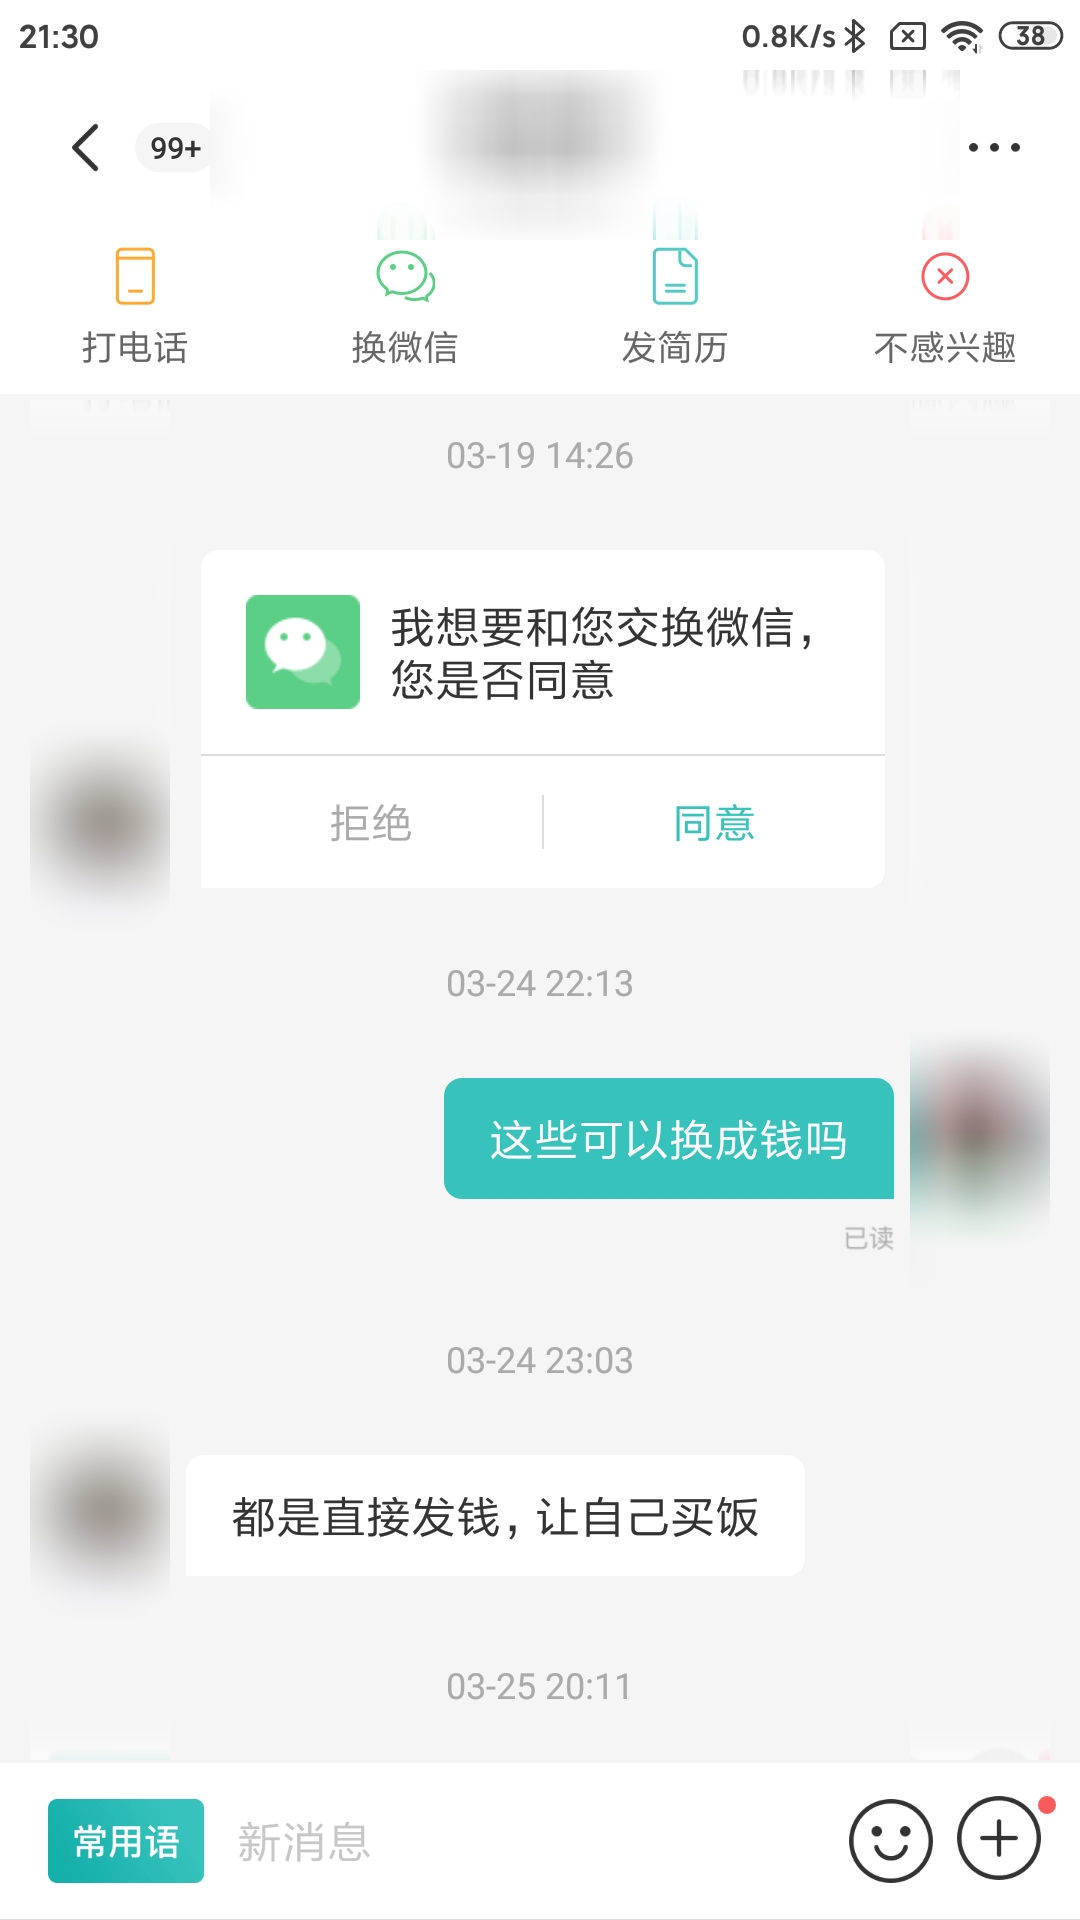 21:30
0.8K/s
38
99+
打电话
换微信
发简历
不感兴趣
03-19 14:26
我想要和您交换微信，
您是否同意
拒绝
同意
03-24 22:13
这些可以换成钱吗
已读
03-24 23:03
都是直接发钱，让自己买饭
03-25 20:11
常用语
新消息